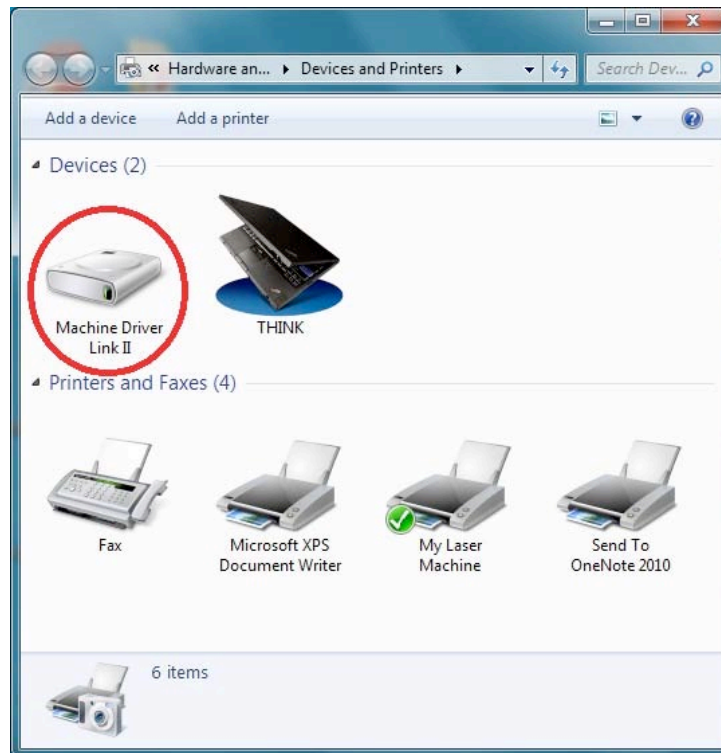 « Hardware an... ▸ Devices and Printers ▸
Search Dev...
Add a device Add a printer
Devices (2)
Machine Driver
Link II
THINK
Printers and Faxes (4)
Fax
Microsoft XPS
Document Writer
My Laser
Machine
Send To
OneNote 2010
6 items